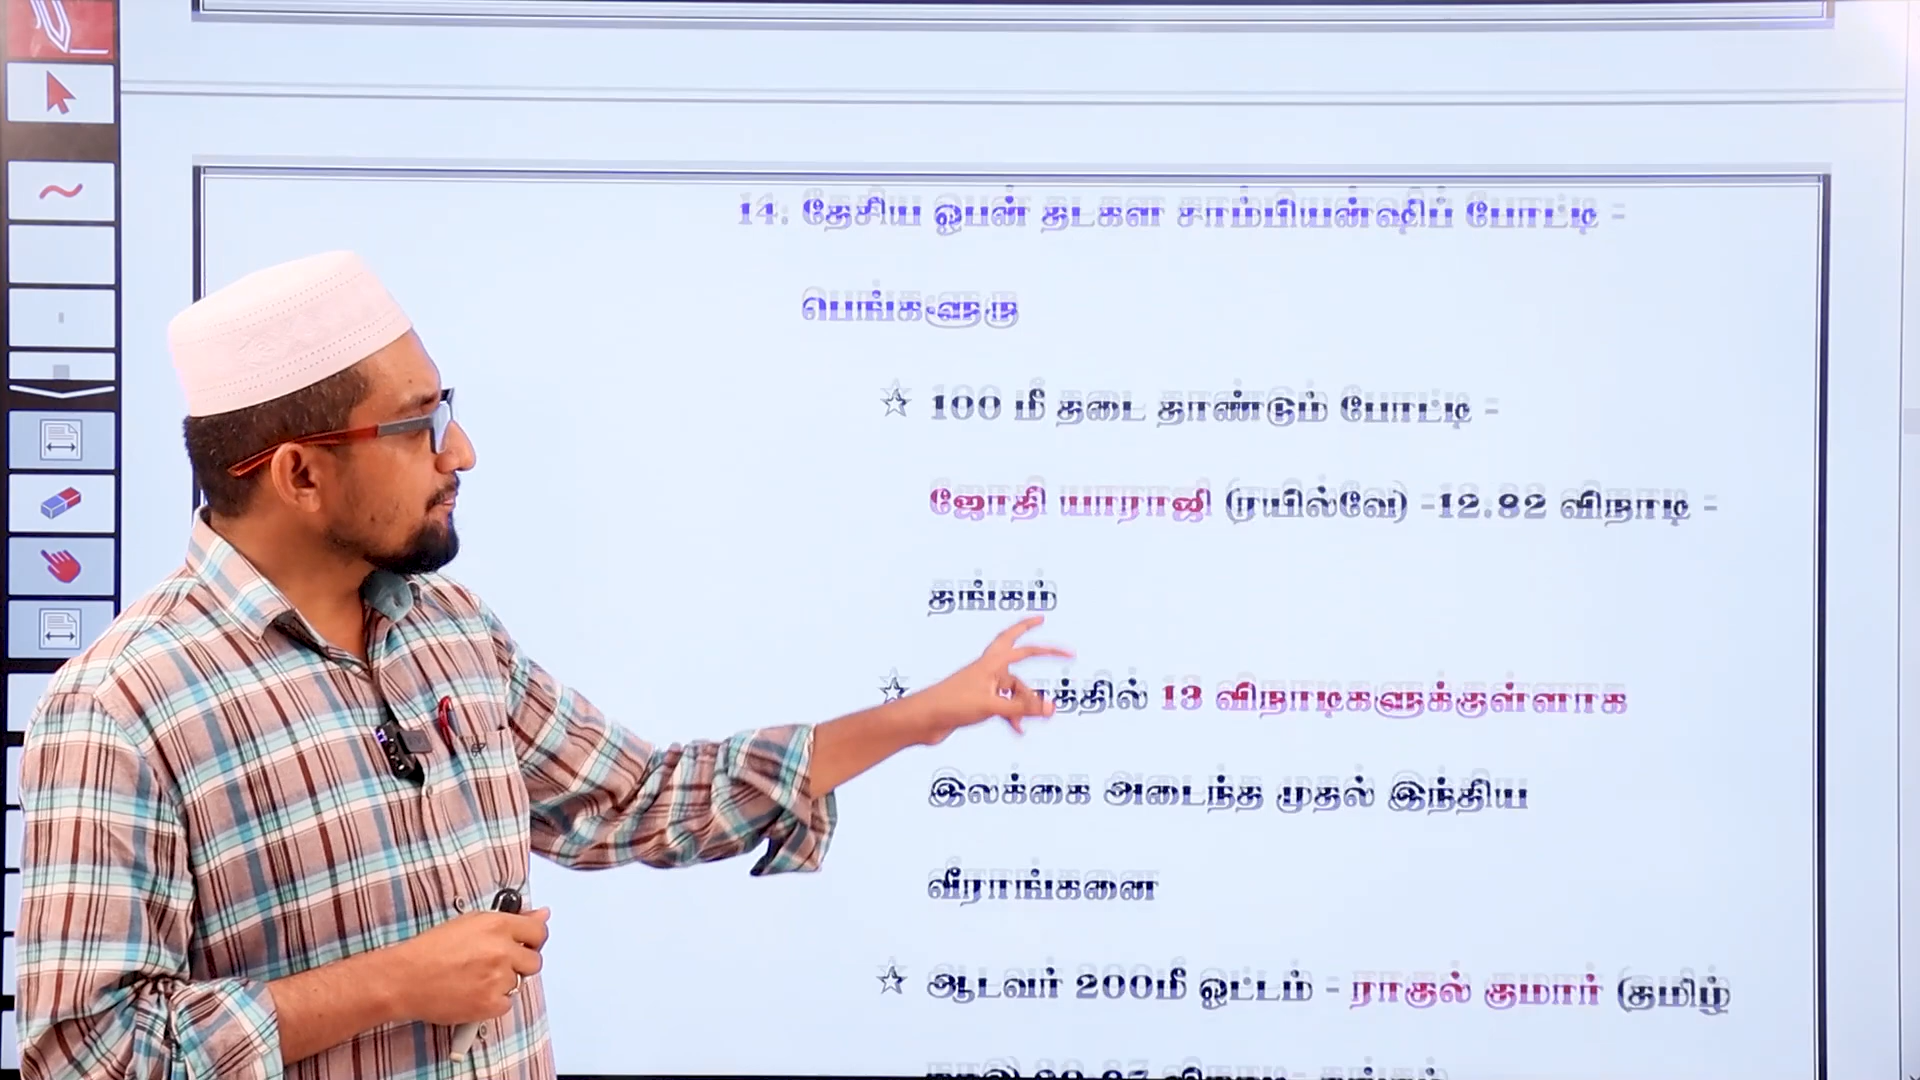 14. தேசிய ஓபன் தடகள சாம்பியன்ஷிப் போட்டி -
பெங்களூரு
☆ 100 மீ தடை தாண்டும் போட்டி -
ஜோதி யாராஜி (ரயில்வே) -12.82 விநாடி -
தங்கம்
☆ 13 விநாடிகளுக்குள்ளாக
இலக்கை அடைந்த முதல் இந்திய
வீராங்கனை
☆ ஆடவர் 200மீ ஓட்டம் - ராகுல் குமார் (தமிழ்